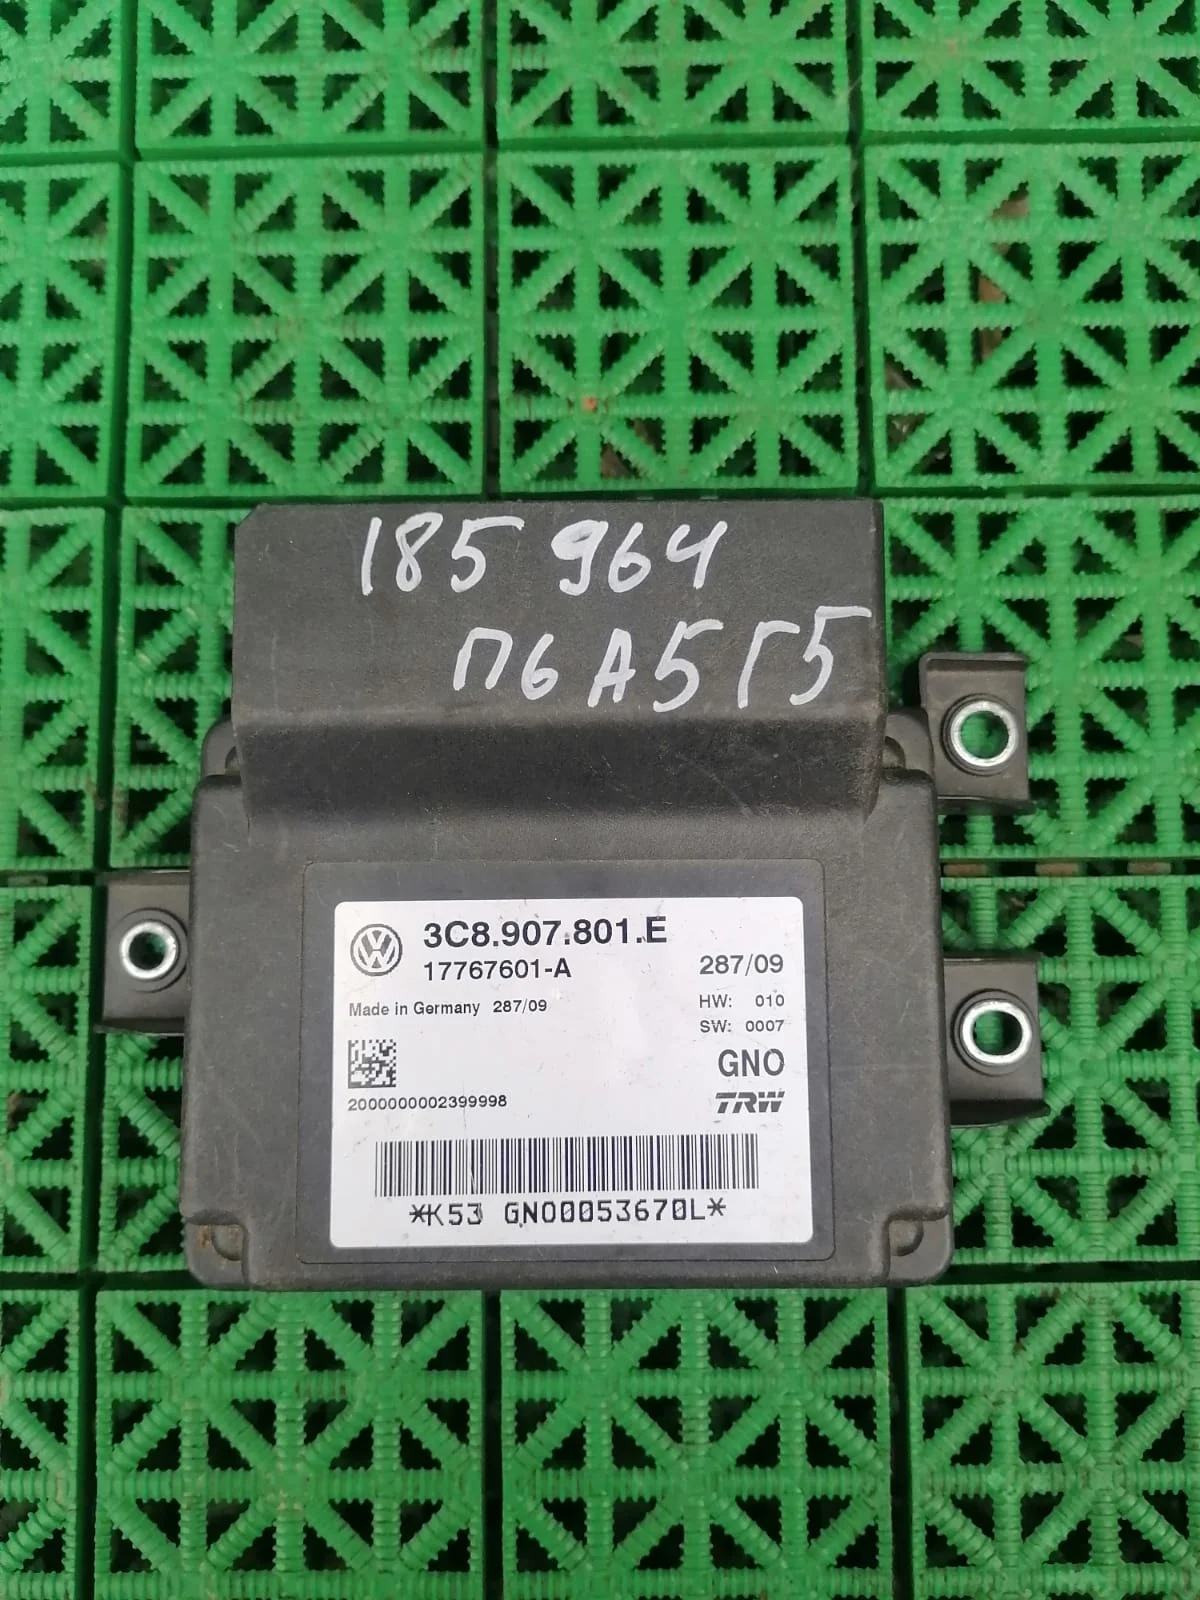 185 964
П6 А5 Г5
3C8.907.801.E
17767601-A
287/09
Made in Germany 287/09
HW: 010
SW: 0007
GNO
2000000002399998
TRW
*K53 GNO0053670L*